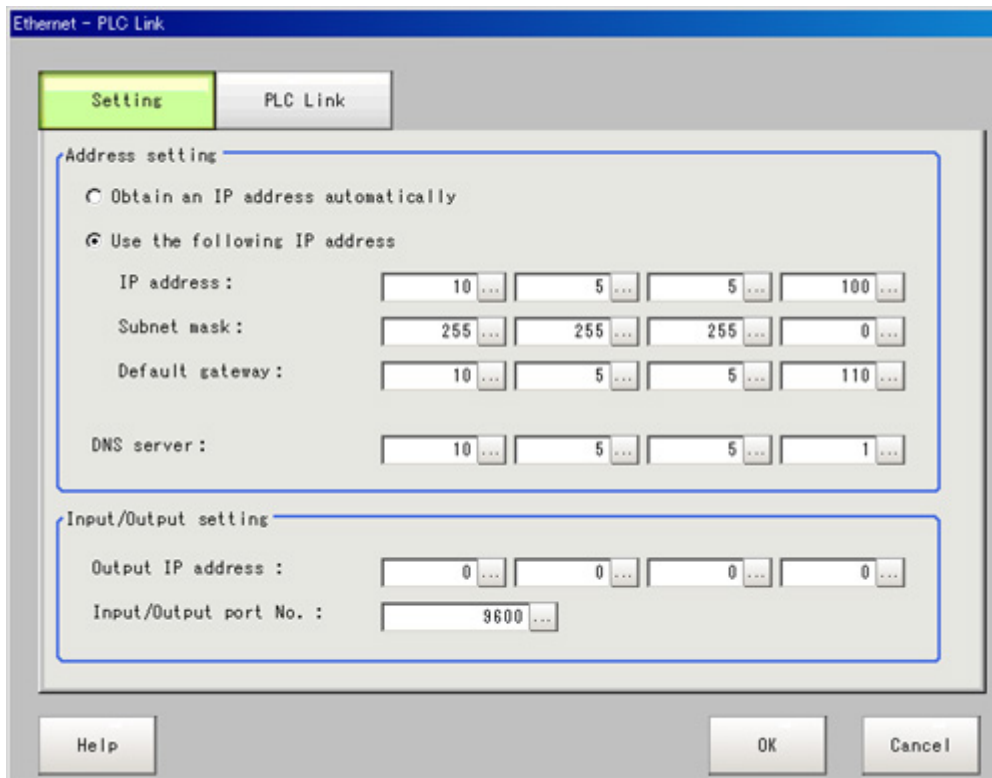 Ethernet - PLC Link
Setting PLC Link
Address setting
Obtain an IP address automatically
Use the following IP address
IP address: 10 ... 5 ... 5 ... 100 ...
Subnet mask: 255 ... 255 ... 255 ... 0 ...
Default gateway: 10 ... 5 ... 5 ... 110 ...
DNS server: 10 ... 5 ... 5 ... 1 ...
Input/Output setting
Output IP address : 0 ... 0 ... 0 ... 0 ...
Input/Output port No. : 9600 ...
Help OK Cancel